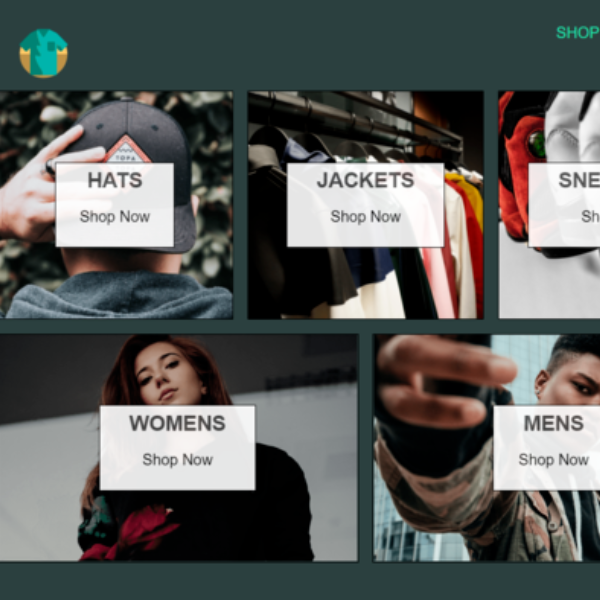 SHOP
TOPA
HATS
Shop Now
JACKETS
Shop Now
SNE
Sh
WOMENS
Shop Now
MENS
Shop Now